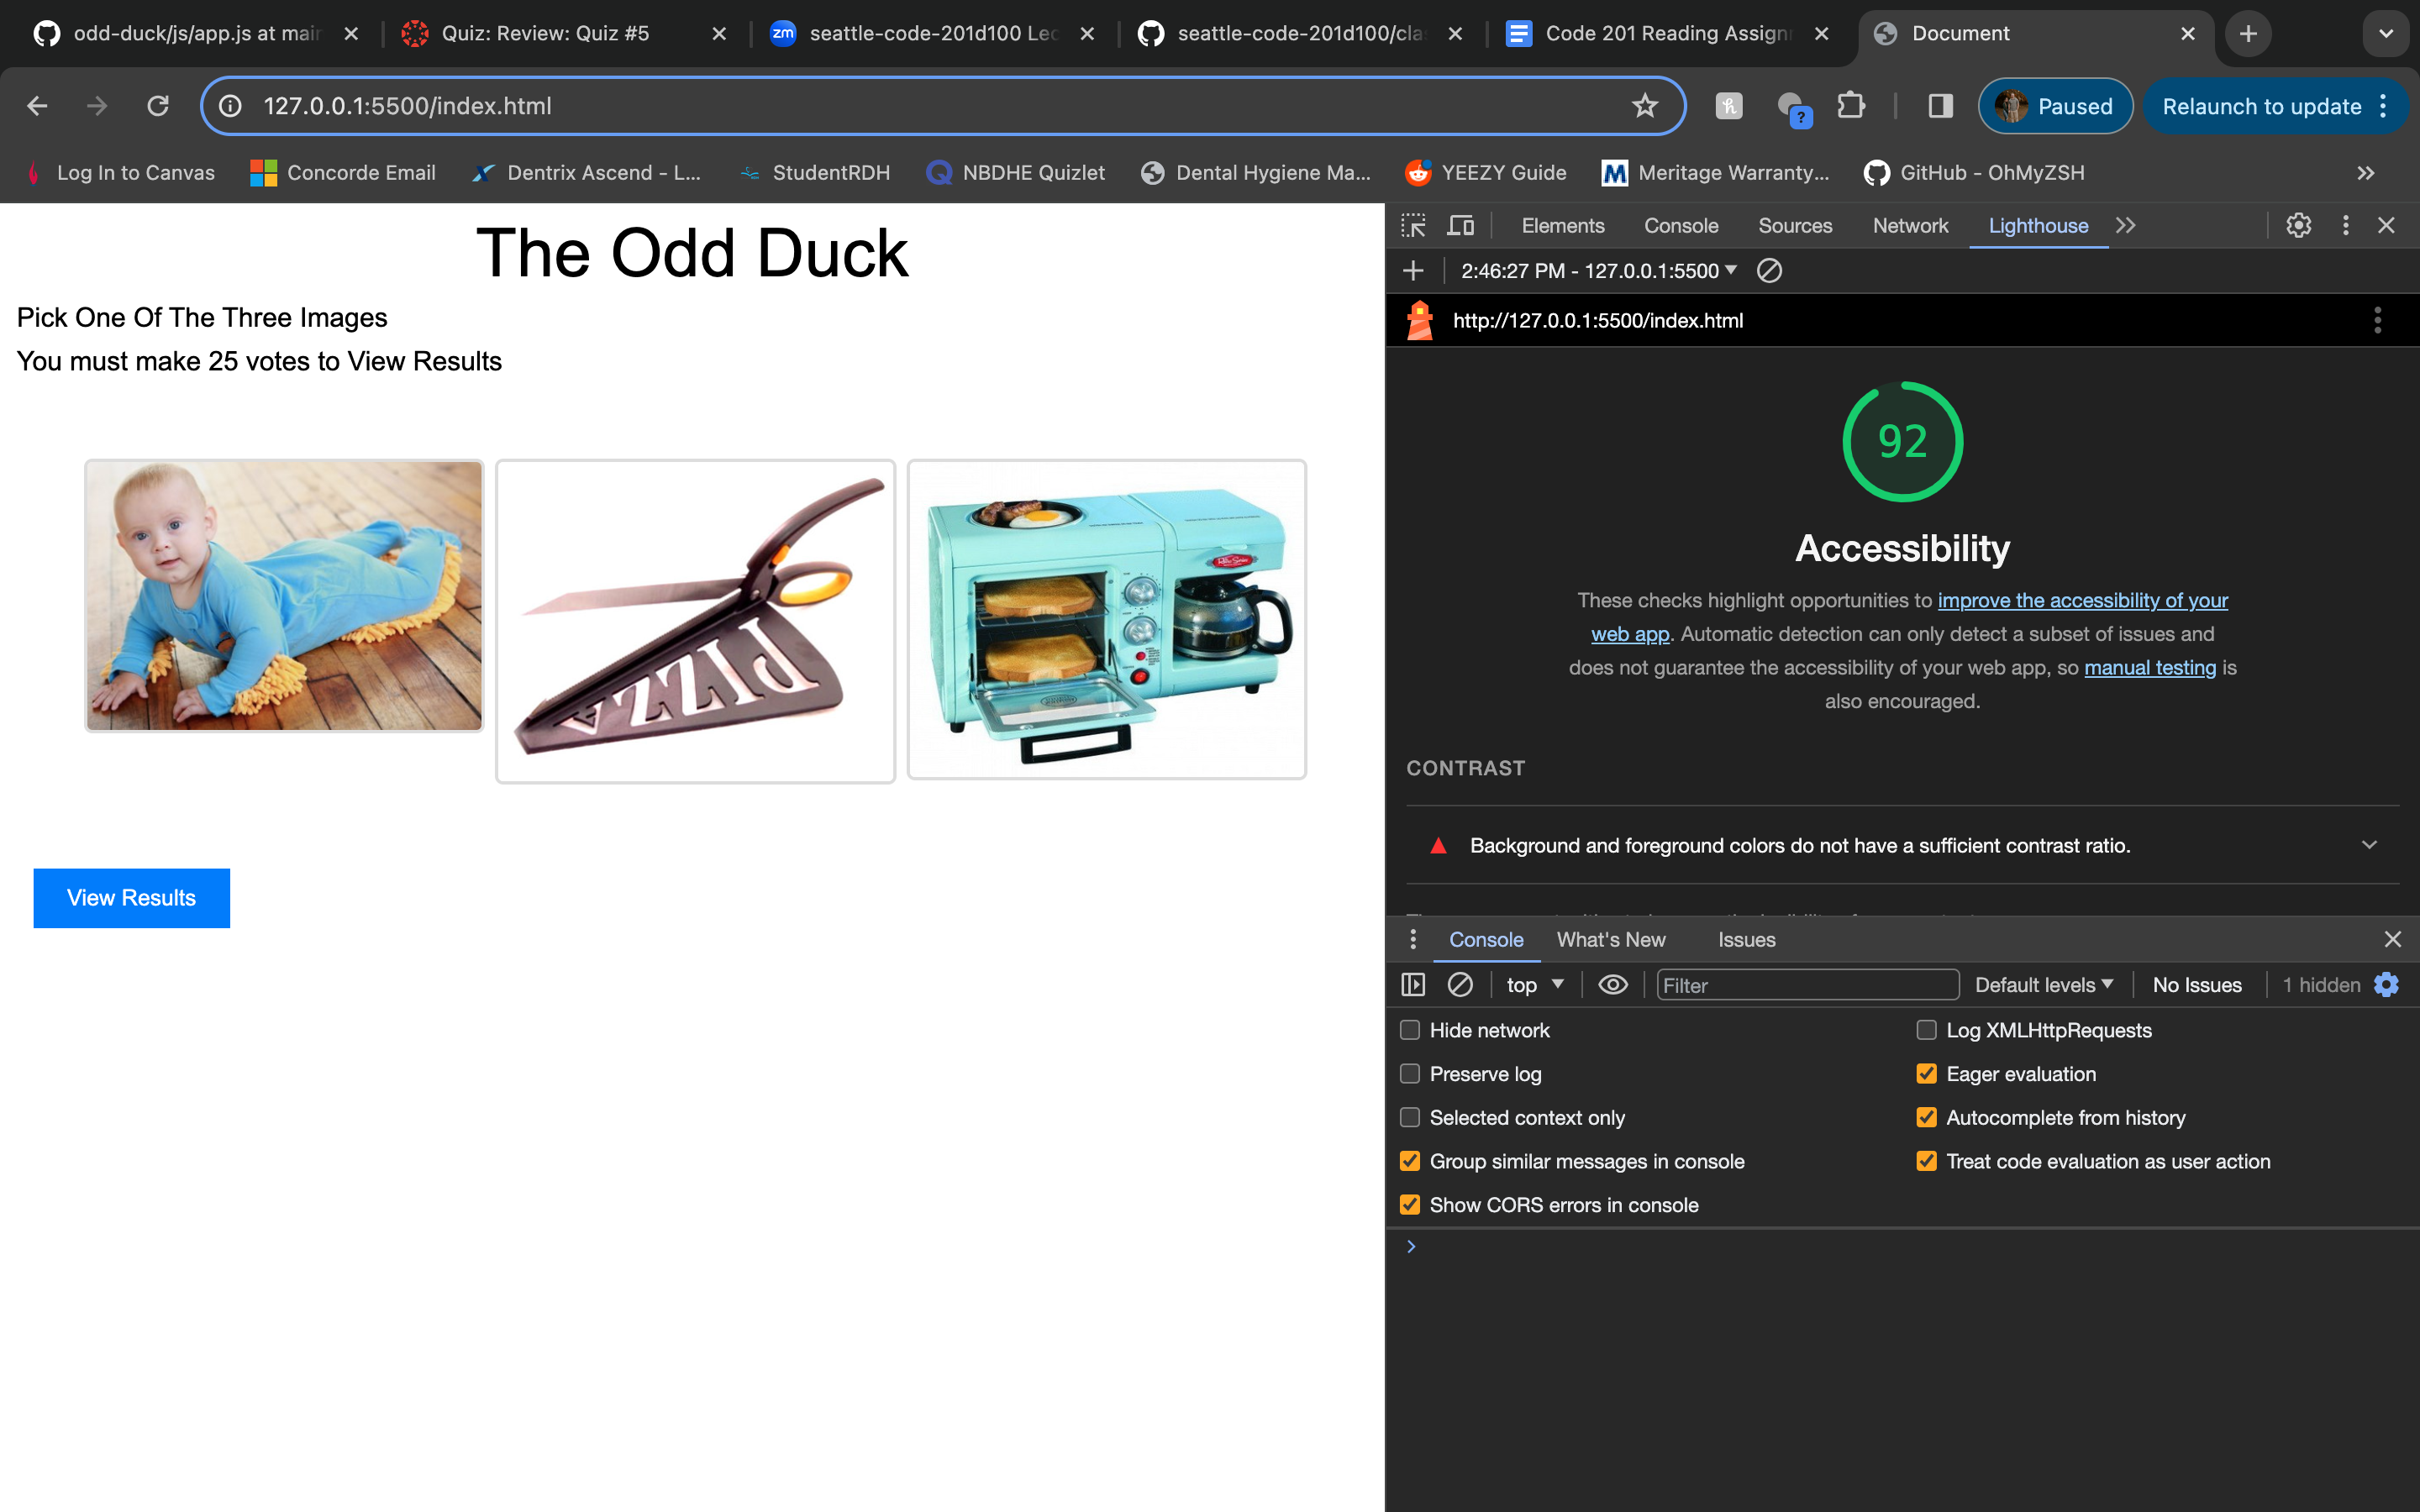 odd-duck/js/app.js at main
Quiz: Review: Quiz #5
zm
seattle-code-201d100 Lec
seattle-code-201d100/clas
Code 201 Reading Assign
Document
127.0.0.1:5500/index.html
Paused
Relaunch to update
Log In to Canvas
Concorde Email
Dentrix Ascend - L...
StudentRDH
NBDHE Quizlet
Dental Hygiene Ma...
YEEZY Guide
Meritage Warranty...
GitHub - OhMyZSH
The Odd Duck
Pick One Of The Three Images
You must make 25 votes to View Results
PIZZA
View Results
Elements
Console
Sources
Network
Lighthouse
2:46:27 PM - 127.0.0.1:5500
http://127.0.0.1:5500/index.html
92
Accessibility
These checks highlight opportunities to improve the accessibility of your
web app. Automatic detection can only detect a subset of issues and
does not guarantee the accessibility of your web app, so manual testing is
also encouraged.
CONTRAST
Background and foreground colors do not have a sufficient contrast ratio.
Console
What's New
Issues
top
Filter
Default levels
No Issues
1 hidden
Hide network
Log XMLHttpRequests
Preserve log
Eager evaluation
Selected context only
Autocomplete from history
Group similar messages in console
Treat code evaluation as user action
Show CORS errors in console